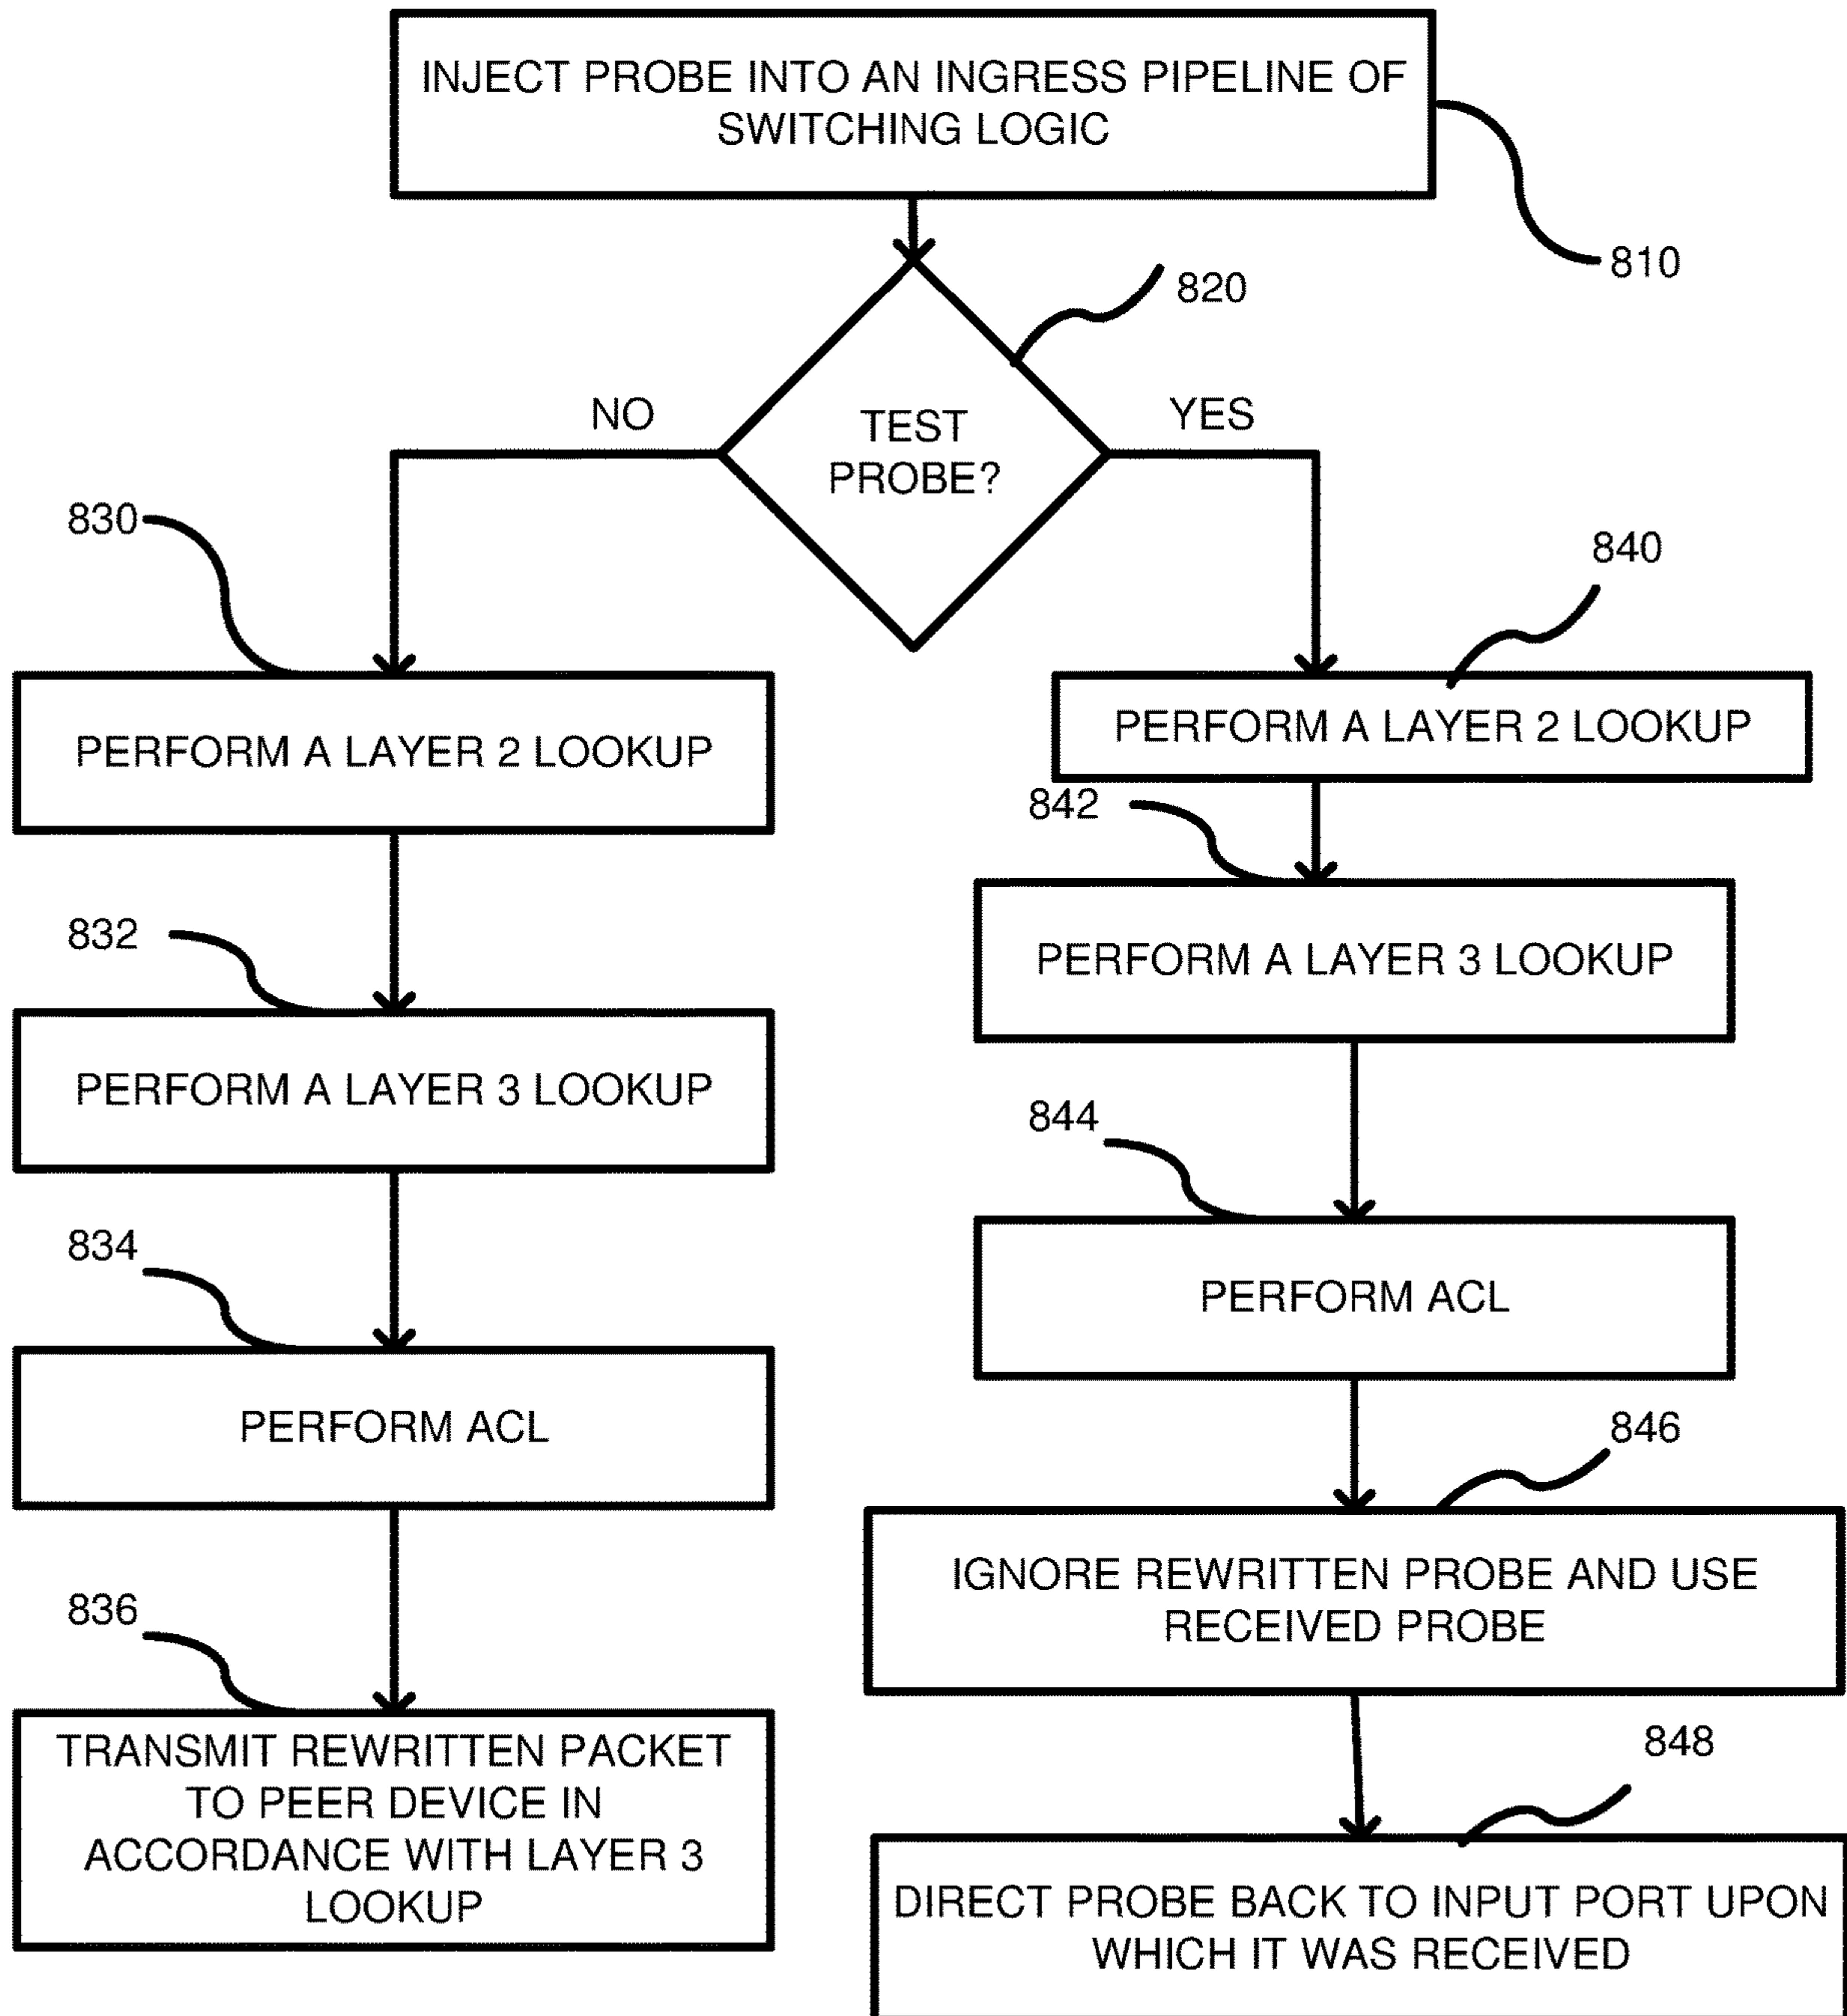 INJECT PROBE INTO AN INGRESS PIPELINE OF
SWITCHING LOGIC
810
820
NO
TEST
PROBE?
YES
830
840
PERFORM A LAYER 2 LOOKUP
PERFORM A LAYER 2 LOOKUP
842
832
PERFORM A LAYER 3 LOOKUP
PERFORM A LAYER 3 LOOKUP
844
834
PERFORM ACL
PERFORM ACL
846
IGNORE REWRITTEN PROBE AND USE
RECEIVED PROBE
836
TRANSMIT REWRITTEN PACKET
TO PEER DEVICE IN
ACCORDANCE WITH LAYER 3
LOOKUP
848
DIRECT PROBE BACK TO INPUT PORT UPON
WHICH IT WAS RECEIVED